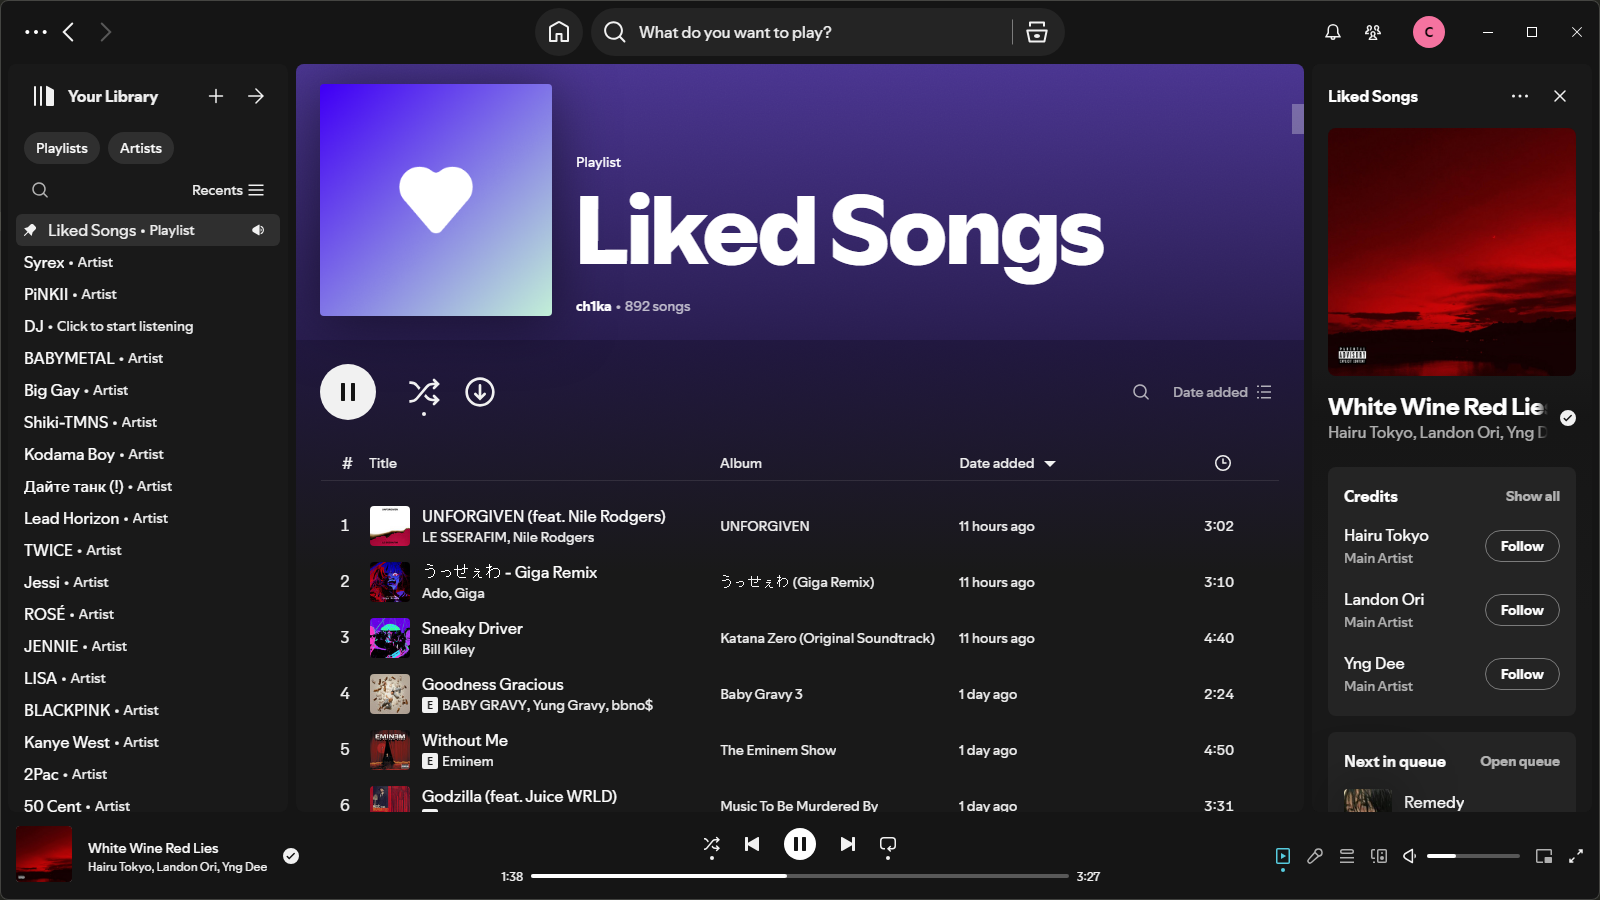 What do you want to play?
C
Your Library
Playlists
Artists
Recents
Liked Songs • Playlist
Syrex • Artist
PiNKII • Artist
DJ • Click to start listening
BABYMETAL • Artist
Big Gay • Artist
Shiki-TMNS • Artist
Kodama Boy • Artist
Дайте танк (!) • Artist
Lead Horizon • Artist
TWICE • Artist
Jessi • Artist
ROSÉ • Artist
JENNIE • Artist
LISA • Artist
BLACKPINK • Artist
Kanye West • Artist
2Pac • Artist
50 Cent • Artist
Playlist
Liked Songs
ch1ka • 892 songs
Date added
# Title Album Date added
1 UNFORGIVEN (feat. Nile Rodgers) UNFORGIVEN 11 hours ago 3:02
LE SSERAFIM, Nile Rodgers
2 うっせぇわ - Giga Remix うっせぇわ (Giga Remix) 11 hours ago 3:10
Ado, Giga
3 Sneaky Driver Katana Zero (Original Soundtrack) 11 hours ago 4:40
Bill Kiley
4 Goodness Gracious Baby Gravy 3 1 day ago 2:24
E BABY GRAVY, Yung Gravy, bbno$
5 Without Me The Eminem Show 1 day ago 4:50
E Eminem
EMINEM
6 Godzilla (feat. Juice WRLD) Music To Be Murdered By 1 day ago 3:31
Liked Songs
PARENTAL
ADVISORY
EXPLICIT CONTENT
White Wine Red Lie
Hairu Tokyo, Landon Ori, Yng D
Credits Show all
Hairu Tokyo
Main Artist
Follow
Landon Ori
Main Artist
Follow
Yng Dee
Main Artist
Follow
Next in queue Open queue
Remedy
White Wine Red Lies
Hairu Tokyo, Landon Ori, Yng Dee
1:38
3:27